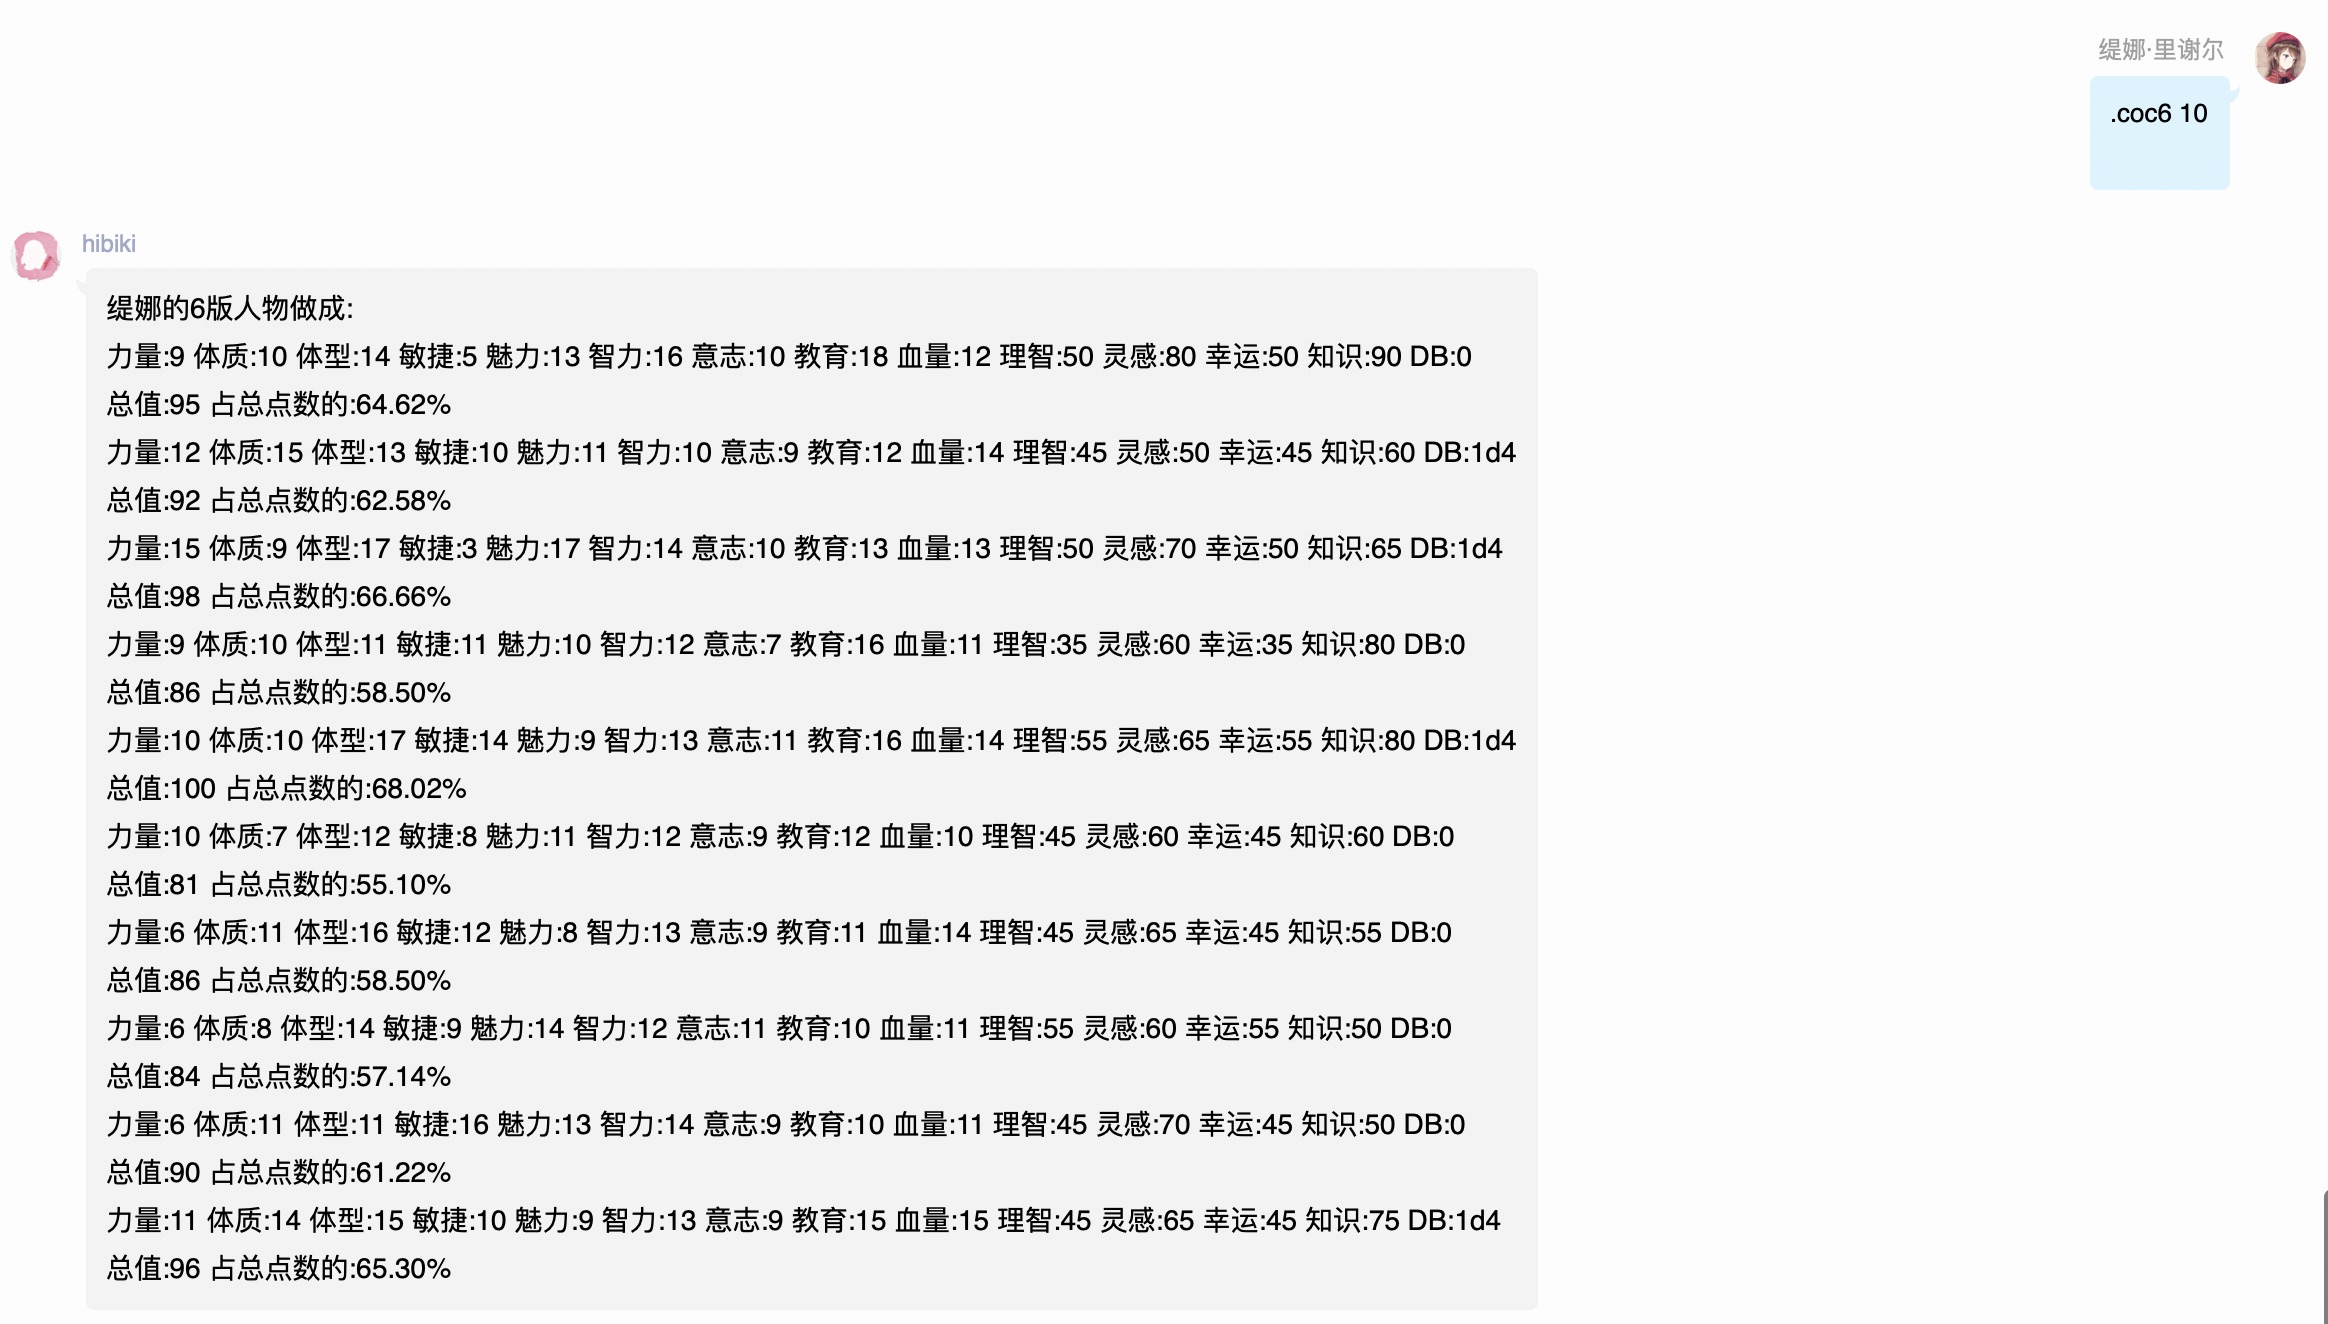 缇娜·里谢尔
.coc6 10
hibiki
缇娜的6版人物做成:
力量:9 体质:10 体型:14 敏捷:5 魅力:13 智力:16 意志:10 教育:18 血量:12 理智:50 灵感:80 幸运:50 知识:90 DB:0
总值:95 占总点数的:64.62%
力量:12 体质:15 体型:13 敏捷:10 魅力:11 智力:10 意志:9 教育:12 血量:14 理智:45 灵感:50 幸运:45 知识:60 DB:1d4
总值:92 占总点数的:62.58%
力量:15 体质:9 体型:17 敏捷:3 魅力:17 智力:14 意志:10 教育:13 血量:13 理智:50 灵感:70 幸运:50 知识:65 DB:1d4
总值:98 占总点数的:66.66%
力量:9 体质:10 体型:11 敏捷:11 魅力:10 智力:12 意志:7 教育:16 血量:11 理智:35 灵感:60 幸运:35 知识:80 DB:0
总值:86 占总点数的:58.50%
力量:10 体质:10 体型:17 敏捷:14 魅力:9 智力:13 意志:11 教育:16 血量:14 理智:55 灵感:65 幸运:55 知识:80 DB:1d4
总值:100 占总点数的:68.02%
力量:10 体质:7 体型:12 敏捷:8 魅力:11 智力:12 意志:9 教育:12 血量:10 理智:45 灵感:60 幸运:45 知识:60 DB:0
总值:81 占总点数的:55.10%
力量:6 体质:11 体型:16 敏捷:12 魅力:8 智力:13 意志:9 教育:11 血量:14 理智:45 灵感:65 幸运:45 知识:55 DB:0
总值:86 占总点数的:58.50%
力量:6 体质:8 体型:14 敏捷:9 魅力:14 智力:12 意志:11 教育:10 血量:11 理智:55 灵感:60 幸运:55 知识:50 DB:0
总值:84 占总点数的:57.14%
力量:6 体质:11 体型:11 敏捷:16 魅力:13 智力:14 意志:9 教育:10 血量:11 理智:45 灵感:70 幸运:45 知识:50 DB:0
总值:90 占总点数的:61.22%
力量:11 体质:14 体型:15 敏捷:10 魅力:9 智力:13 意志:9 教育:15 血量:15 理智:45 灵感:65 幸运:45 知识:75 DB:1d4
总值:96 占总点数的:65.30%